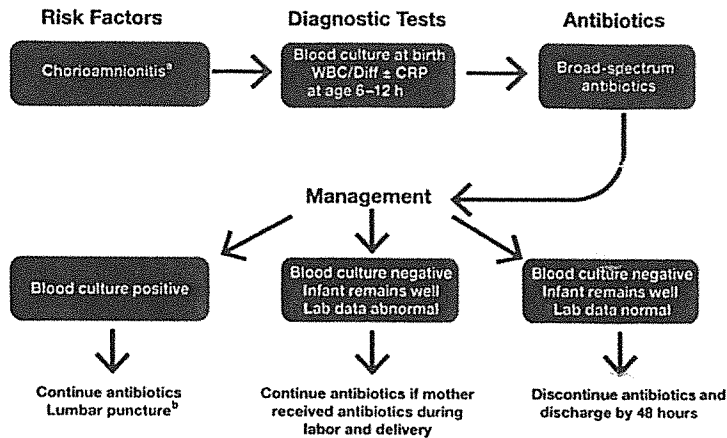 Risk Factors
Diagnostic Tests
Antibiotics
Chorioamnionitisᵃ
Blood culture at birth
WBC/Diff ± CRP
at age 6–12 h
Broad-spectrum
antibiotics
Management
Blood culture positive
Blood culture negative
Infant remains well
Lab data abnormal
Blood culture negative
Infant remains well
Lab data normal
Continue antibiotics
Lumbar punctureᵇ
Continue antibiotics if mother
received antibiotics during
labor and delivery
Discontinue antibiotics and
discharge by 48 hours